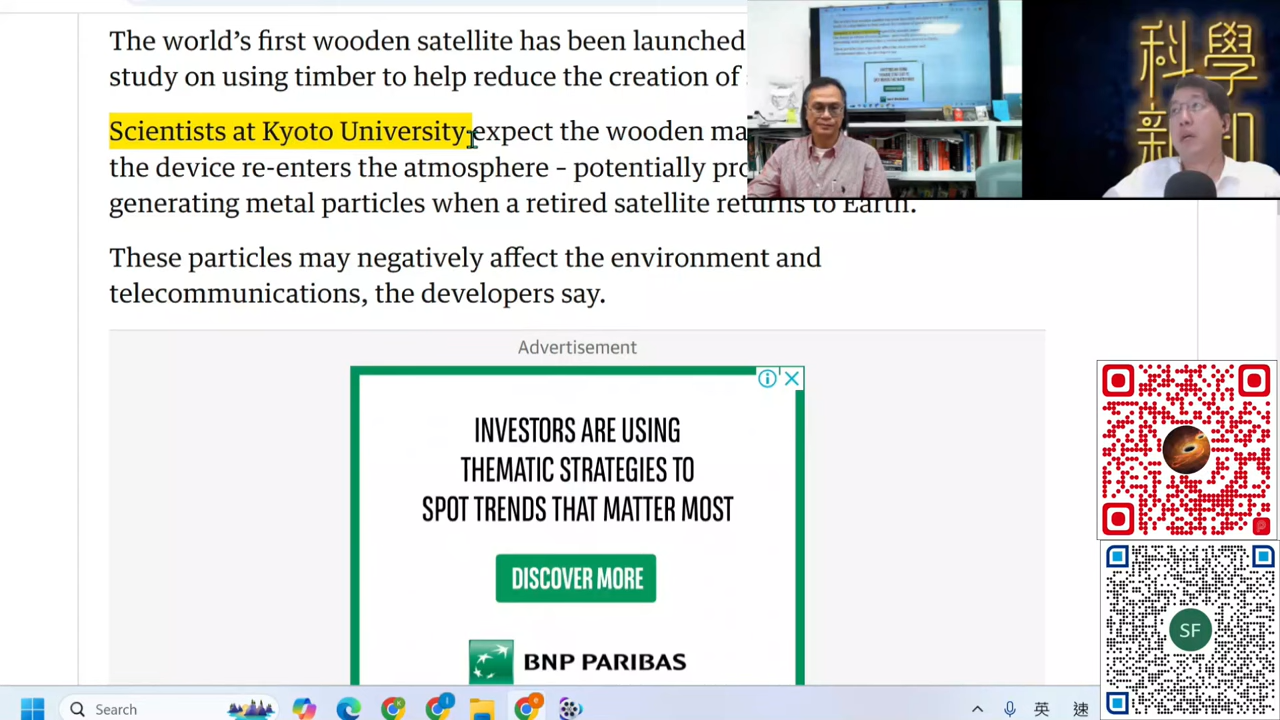 The world's first wooden satellite has been launched
study on using timber to help reduce the creation of
Scientists at Kyoto University expect the wooden
the device re-enters the atmosphere – potentially
generating metal particles when a retired satellite returns to Earth.
These particles may negatively affect the environment and
telecommunications, the developers say.
Advertisement
INVESTORS ARE USING
THEMATIC STRATEGIES TO
SPOT TRENDS THAT MATTER MOST
DISCOVER MORE
BNP PARIBAS
科學
新知
SF
Search
英
速